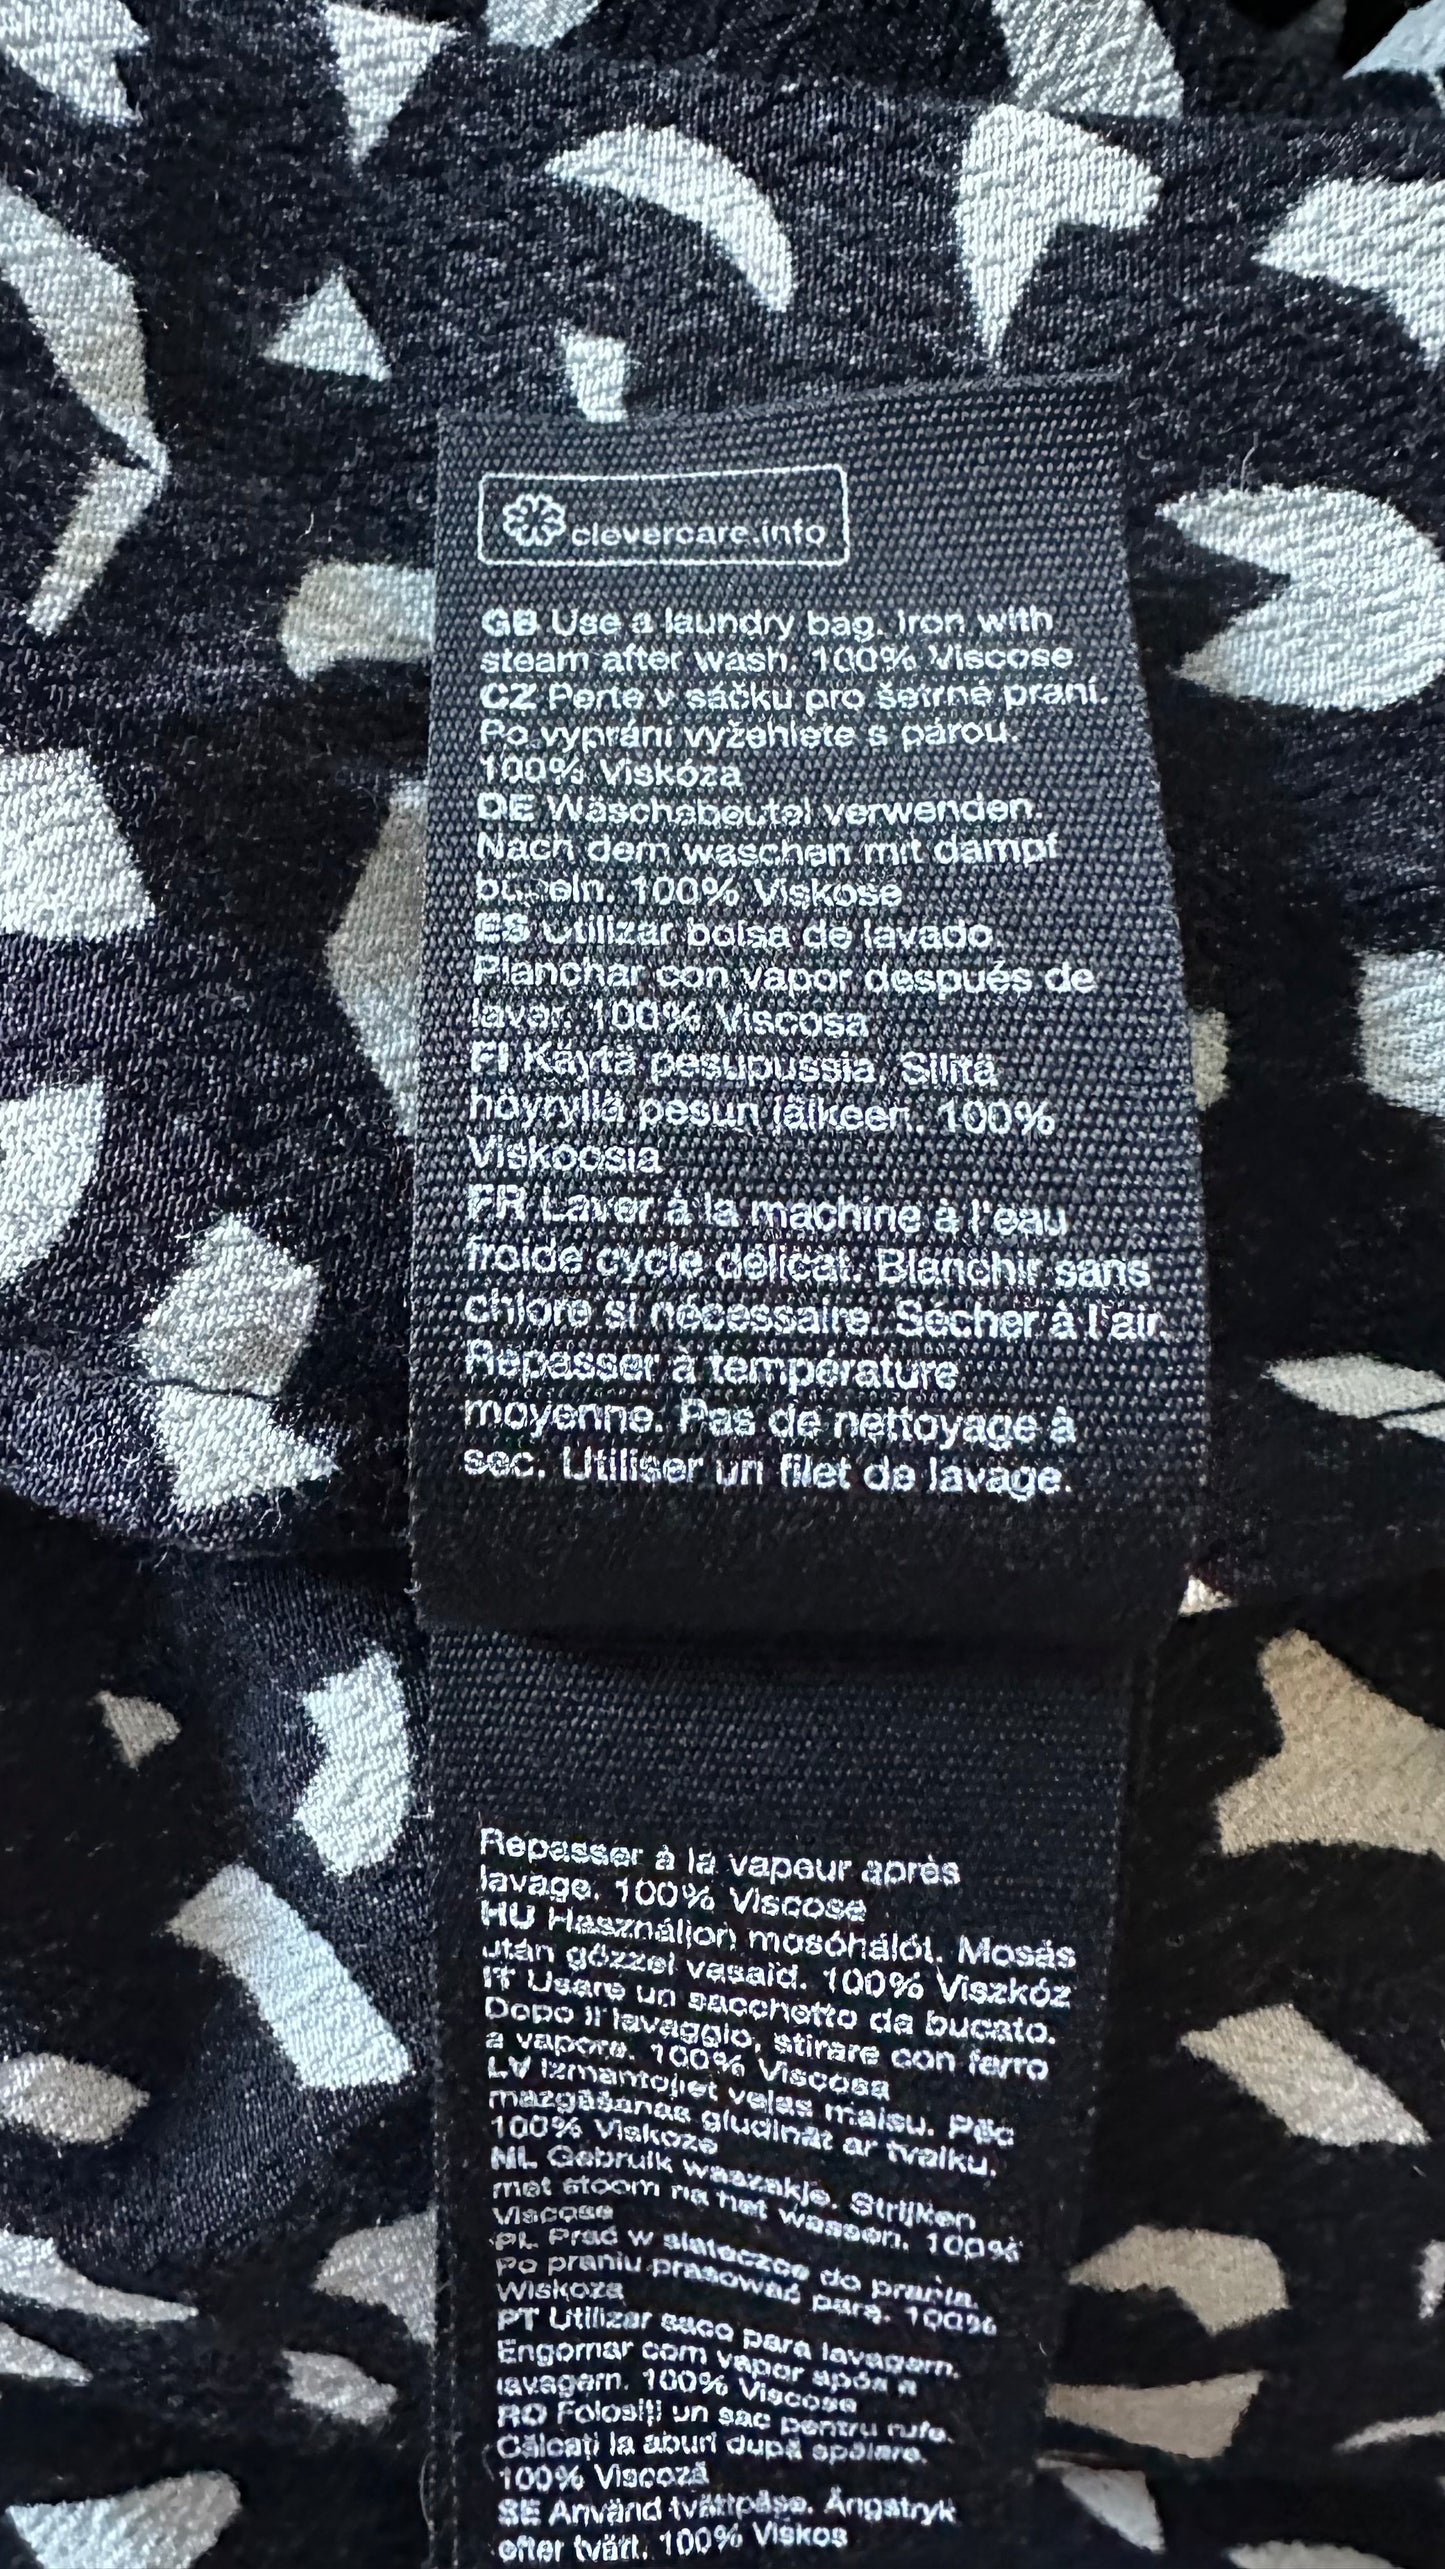 clevercare.info
GB Use a laundry bag. Iron with
steam after wash. 100% Viscose
CZ Perte v sáčku pro šetrné praní.
Po vyprání vyžehlete s párou.
100% Viskóza
DE Wäschebeutel verwenden.
Nach dem waschen mit dampf
bügeln. 100% Viskose
ES Utilizar bolsa de lavado.
Planchar con vapor después de
lavar. 100% Viscosa
FI Käytä pesupussia. Silitä
höyryllä pesun jälkeen. 100%
Viskoosia
FR Laver à la machine à l'eau
froide cycle délicat. Blanchir sans
chlore si nécessaire. Sécher à l'air.
Repasser à température
moyenne. Pas de nettoyage à
sec. Utiliser un filet de lavage.
Repasser à la vapeur après
lavage. 100% Viscose
HU Használjon mosóhálót. Mosás
után gőzzel vasald. 100% Viszkóz
IT Usare un sacchetto da bucato.
Dopo il lavaggio, stirare con ferro
a vapore. 100% Viscosa
LV Izmantojiet veļas maisu. Pēc
mazgāšanas gludināt ar tvaiku.
100% Viskoze
NL Gebruik waszakje. Strijken
met stoom na het wassen. 100%
Viscose
PL Prać w siateczce do prania.
Po praniu prasować parą. 100%
Wiskoza
PT Utilizar saco para lavagem.
Engomar com vapor após a
lavagem. 100% Viscose
RO Folosiți un sac pentru rufe.
Călcați la aburi după spălare.
100% Viscoză
SE Använd tvättpåse. Ångstryk
efter tvätt. 100% Viskos